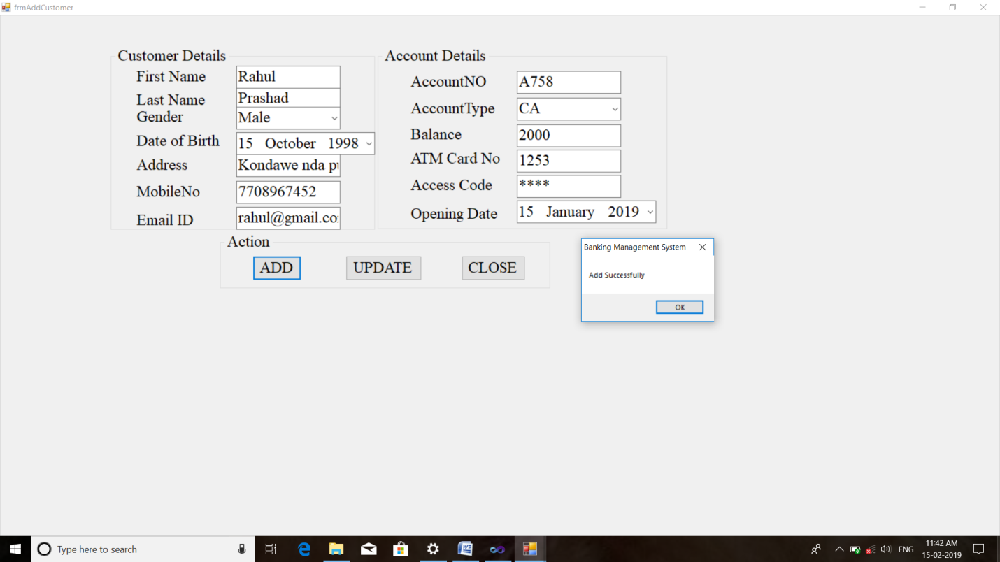 frmAddCustomer
Customer Details
First Name Rahul
Last Name Prashad
Gender Male
Date of Birth 15 October 1998
Address Kondawe nda
MobileNo 7708967452
Email ID rahul@gmail.co
Account Details
AccountNO A758
AccountType CA
Balance 2000
ATM Card No 1253
Access Code ****
Opening Date 15 January 2019
Action
ADD UPDATE CLOSE
Banking Management System
Add Successfully
OK
Type here to search
ENG
11:42 AM
15-02-2019